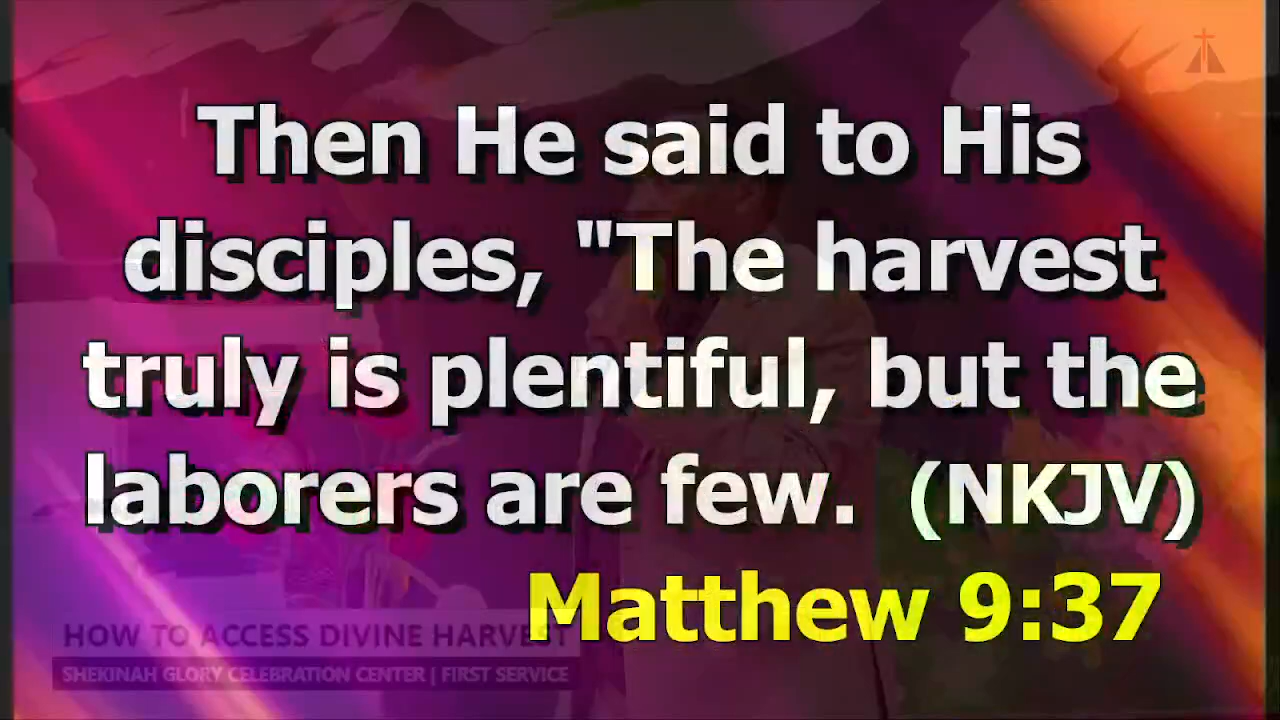 Then He said to His
disciples, "The harvest
truly is plentiful, but the
laborers are few. (NKJV)
Matthew 9:37
HOW TO ACCESS DIVINE HARVEST
SHEKINAH GLORY CELEBRATION CENTER | FIRST SERVICE